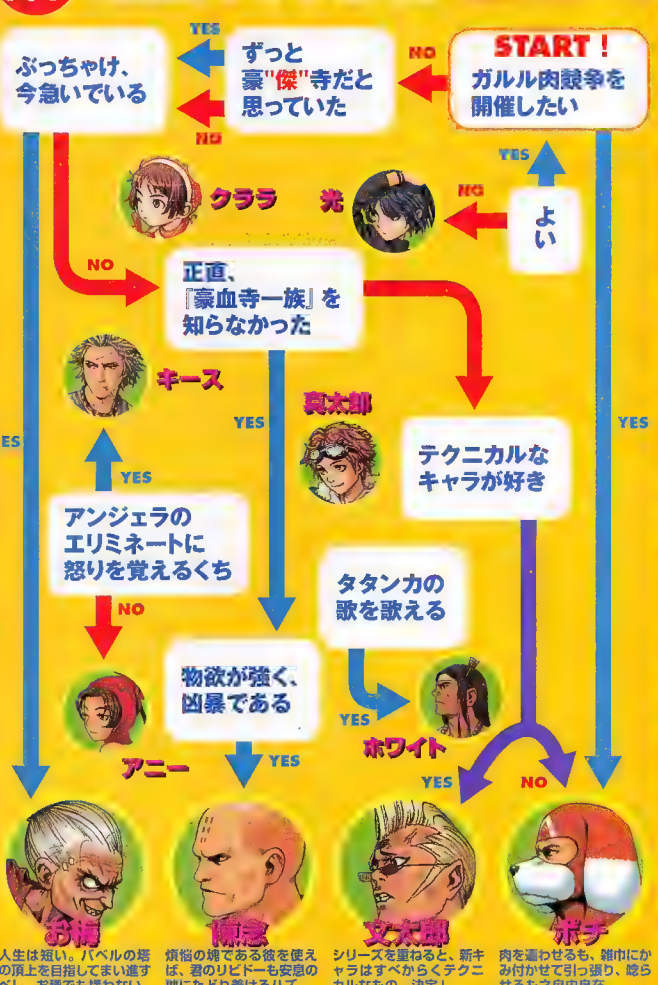 START！
ガルル肉競争を
開催したい
YES
NO
ずっと
豪"傑"寺だと
思っていた
YES
NO
ぶっちゃけ、
今急いでいる
よい
YES
NO
クララ
光
NO
正直、
『豪血寺一族』を
知らなかった
キース
真太郎
YES
YES
ES
テクニカルな
キャラが好き
YES
アンジェラの
エリミネートに
怒りを覚えるくち
NO
タタンカの
歌を歌える
物欲が強く、
凶暴である
YES
ホワイト
アニー
YES
YES
NO
お梅
陳念
文太郎
ポチ
人生は短い。バベルの塔
の頂上を目指してまい進す
煩悩の塊である彼を使え
ば、君のリビドーも安息の
シリーズを重ねると、新キ
ャラはすべからくテクニ
肉を漁わせるも、雑巾にか
み付かせて引っ張り、唸ら